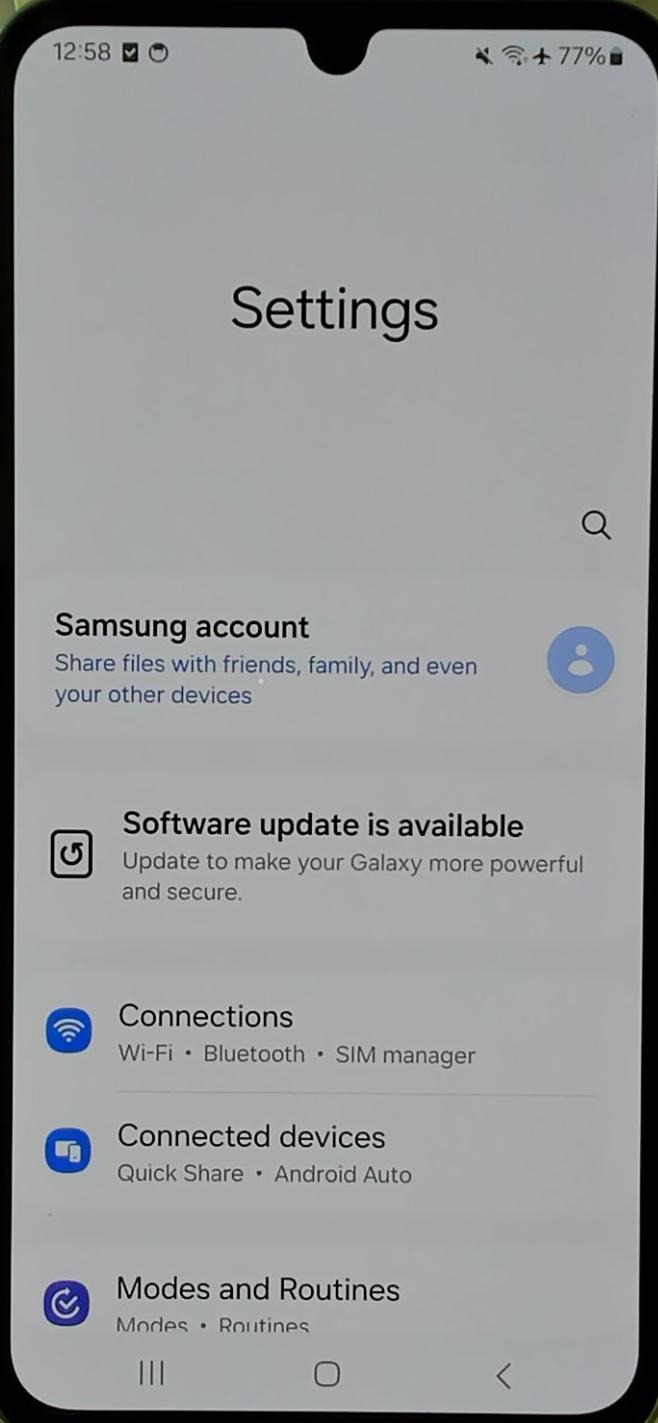 12:58
77%
Settings
Samsung account
Share files with friends, family, and even
your other devices
Software update is available
Update to make your Galaxy more powerful
and secure.
Connections
Wi-Fi • Bluetooth • SIM manager
Connected devices
Quick Share • Android Auto
Modes and Routines
Modes • Routines